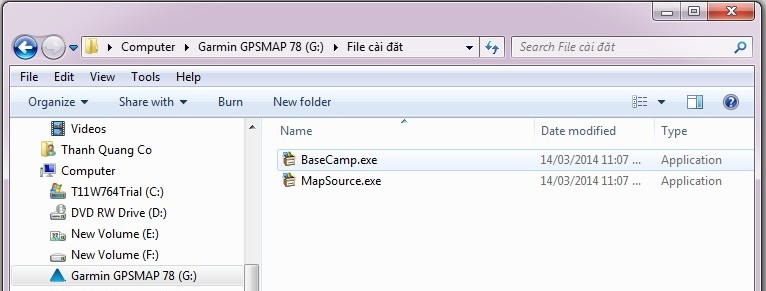 Computer Garmin GPSMAP 78 (G:) File cài đăt
Search File cài đăt
File Edit View Tools Help
Organize Share with Burn New folder
Name Date modified Type
Videos
Thanh Quang Co
Computer
T11W764Trial (C:)
DVD RW Drive (D:)
New Volume (E:)
New Volume (F:)
Garmin GPSMAP 78 (G:)
BaseCamp.exe 14/03/2014 11:07 ... Application
MapSource.exe 14/03/2014 11:07 ... Application